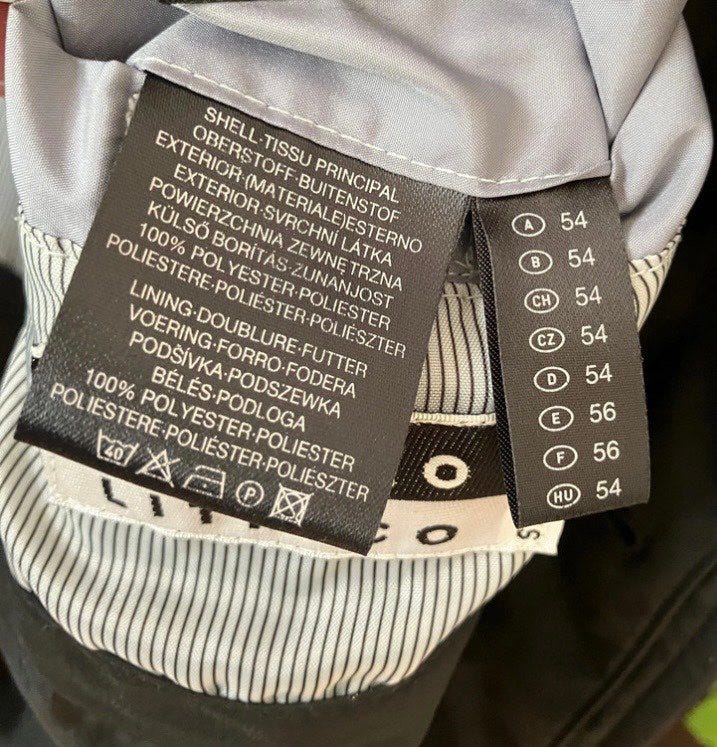 SHELL·TISSU PRINCIPAL
OBERSTOFF·BUITENSTOF
EXTERIOR·(MATERIALE)ESTERNO
EXTERIOR·SVRCHNÍ LÁTKA
POWIERZCHNIA ZEWNĘTRZNA
KÜLSŐ BORÍTÁS·ZUNANJOST
100% POLYESTER·POLIESTER
POLIESTERE·POLIÉSTER·POLIÉSZTER
LINING·DOUBLURE·FUTTER
VOERING·FORRO·FODERA
PODŠÍVKA·PODSZEWKA
BÉLÉS·PODLOGA
100% POLYESTER·POLIESTER
POLIESTERE·POLIÉSTER·POLIÉSZTER
40 P
A 54
B 54
CH 54
CZ 54
D 54
E 56
F 56
HU 54